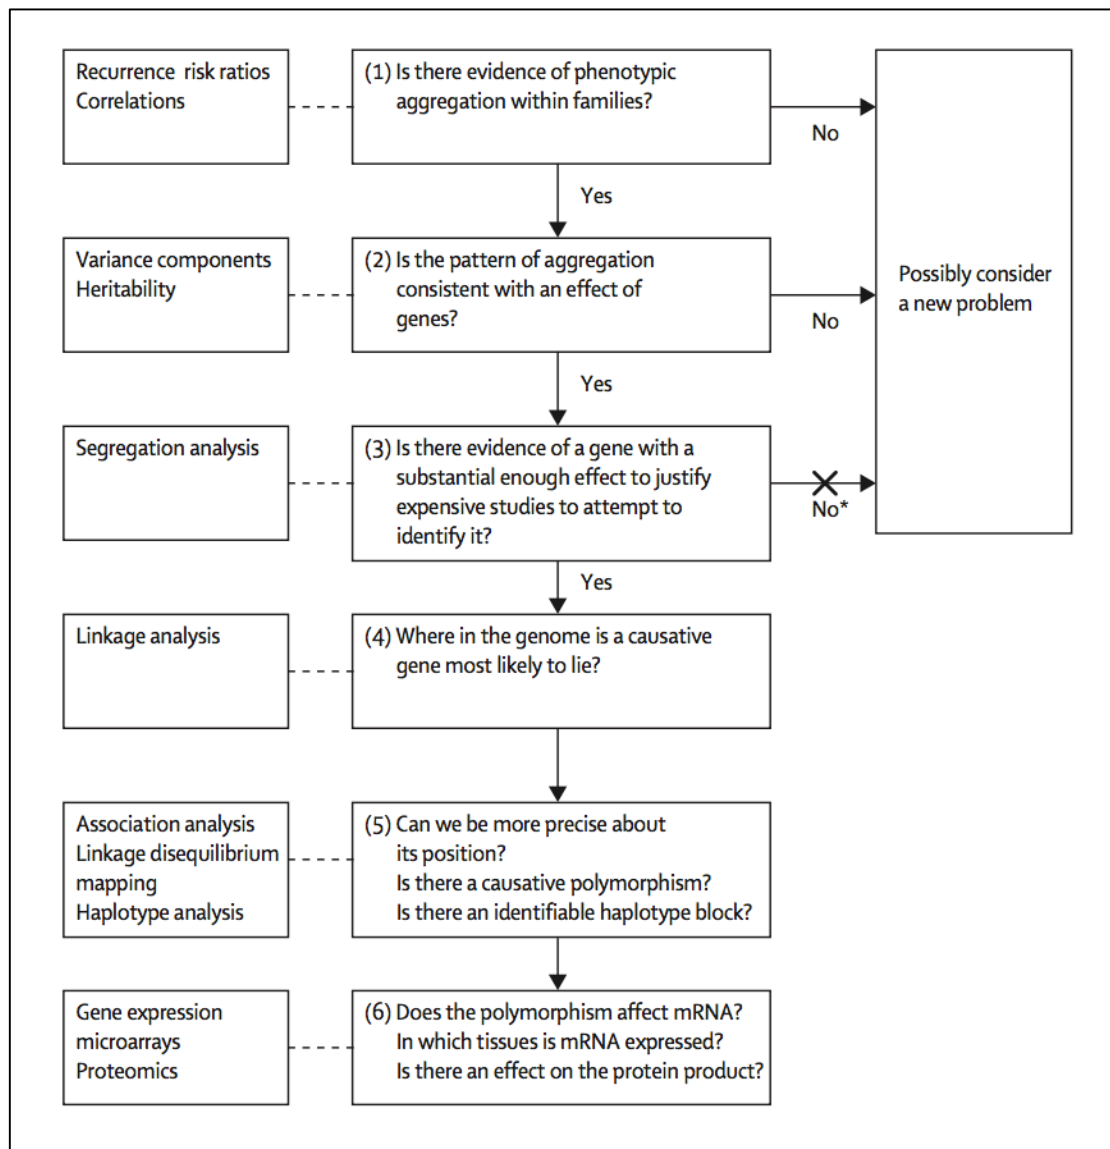 Recurrence risk ratios
Correlations
(1) Is there evidence of phenotypic
aggregation within families?
No
Yes
Variance components
Heritability
(2) Is the pattern of aggregation
consistent with an effect of
genes?
No
Possibly consider
a new problem
Yes
Segregation analysis
(3) Is there evidence of a gene with a
substantial enough effect to justify
expensive studies to attempt to
identify it?
No*
Yes
Linkage analysis
(4) Where in the genome is a causative
gene most likely to lie?
Association analysis
Linkage disequilibrium
mapping
Haplotype analysis
(5) Can we be more precise about
its position?
Is there a causative polymorphism?
Is there an identifiable haplotype block?
Gene expression
microarrays
Proteomics
(6) Does the polymorphism affect mRNA?
In which tissues is mRNA expressed?
Is there an effect on the protein product?